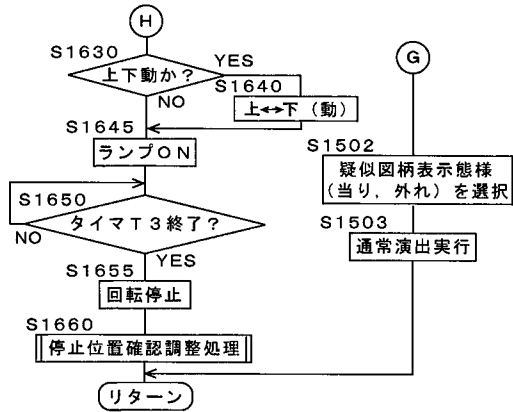 H
S1630
上下動か？
YES
NO
S1640
上↔下（動）
S1645
ランプＯＮ
S1650
タイマＴ３終了？
NO
YES
S1655
回転停止
S1660
停止位置確認調整処理
リターン
G
S1502
疑似図柄表示態様
（当り，外れ）を選択
S1503
通常演出実行